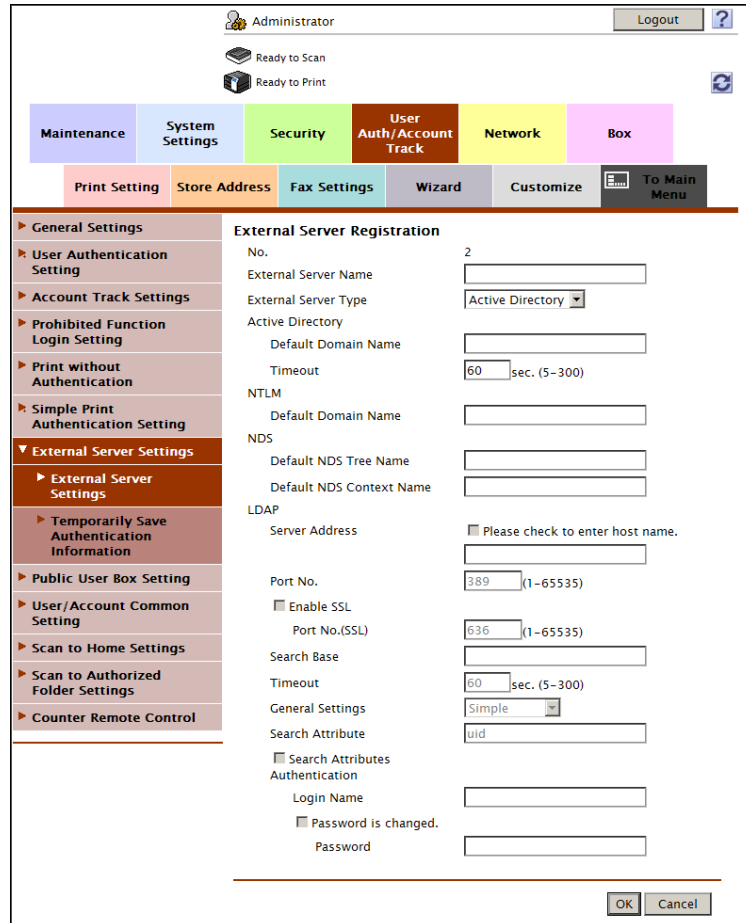 Administrator
Logout
?
Ready to Scan
Ready to Print
Maintenance
System
Settings
Security
User
Auth/Account
Track
Network
Box
Print Setting
Store Address
Fax Settings
Wizard
Customize
To Main
Menu
General Settings
User Authentication
Setting
Account Track Settings
Prohibited Function
Login Setting
Print without
Authentication
Simple Print
Authentication Setting
External Server Settings
External Server
Settings
Temporarily Save
Authentication
Information
Public User Box Setting
User/Account Common
Setting
Scan to Home Settings
Scan to Authorized
Folder Settings
Counter Remote Control
External Server Registration
No. 2
External Server Name
External Server Type Active Directory
Active Directory
Default Domain Name
Timeout 60 sec. (5-300)
NTLM
Default Domain Name
NDS
Default NDS Tree Name
Default NDS Context Name
LDAP
Server Address Please check to enter host name.
Port No. 389 (1-65535)
Enable SSL
Port No.(SSL) 636 (1-65535)
Search Base
Timeout 60 sec. (5-300)
General Settings Simple
Search Attribute uid
Search Attributes
Authentication
Login Name
Password is changed.
Password
OK Cancel